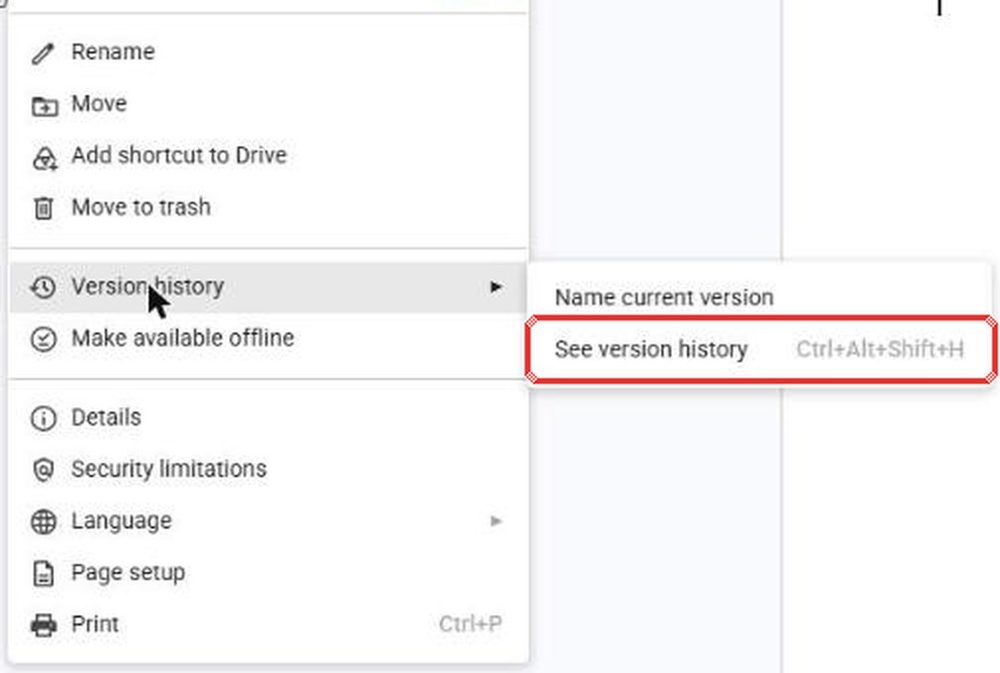 Rename
Move
Add shortcut to Drive
Move to trash
Version history
Name current version
See version history Ctrl+Alt+Shift+H
Make available offline
Details
Security limitations
Language
Page setup
Print Ctrl+P